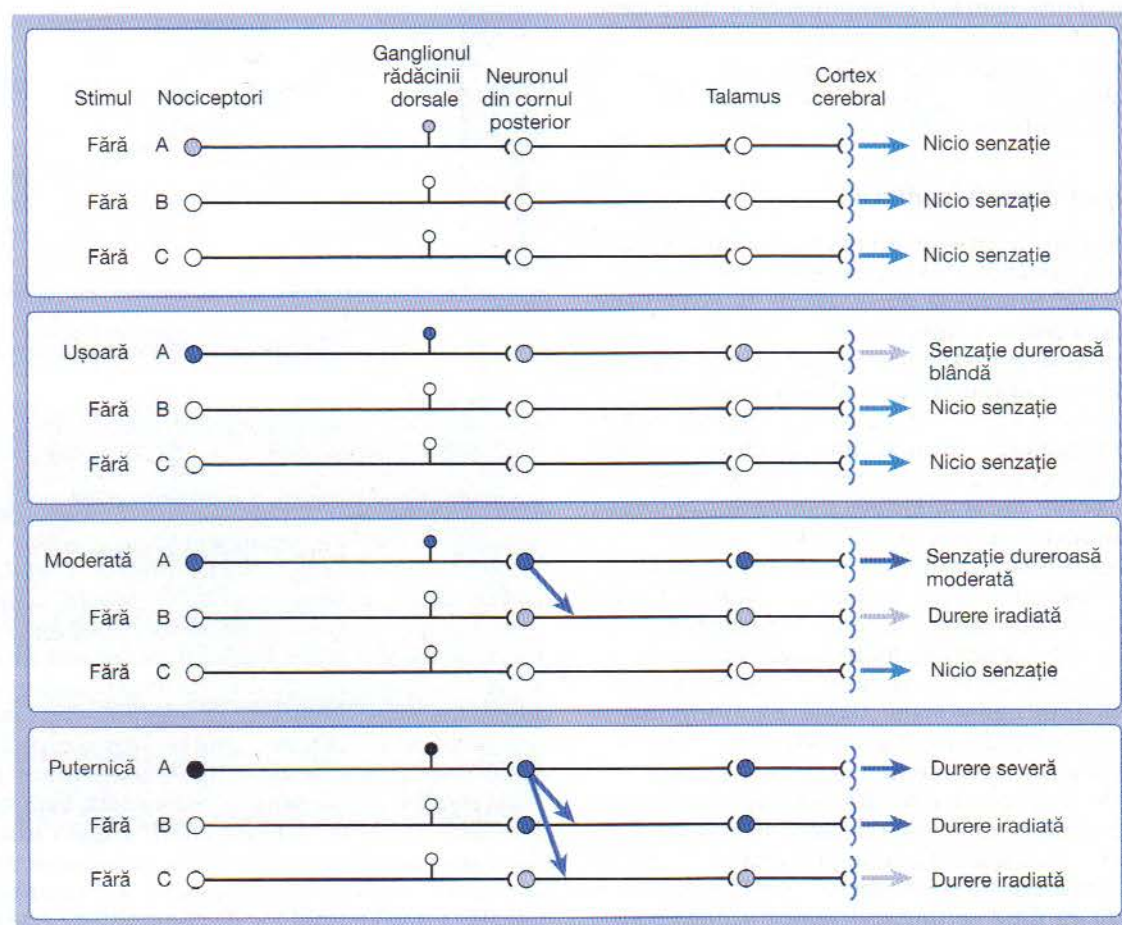 Stimul Nociceptori Ganglionul rădăcinii dorsale Neuronul din cornul posterior Talamus Cortex cerebral
Fără A Nicio senzație
Fără B Nicio senzație
Fără C Nicio senzație
Ușoară A Senzație dureroasă blândă
Fără B Nicio senzație
Fără C Nicio senzație
Moderată A Senzație dureroasă moderată
Fără B Durere iradiată
Fără C Nicio senzație
Puternică A Durere severă
Fără B Durere iradiată
Fără C Durere iradiată